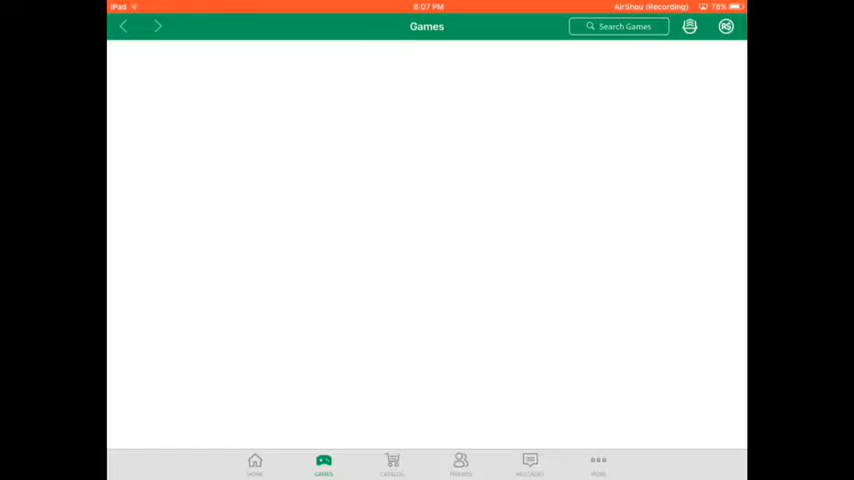 iPad 8:07 PM AirShou (Recording) 78%
Games Search Games R$
HOME GAMES CATALOG FRIENDS MESSAGES MORE